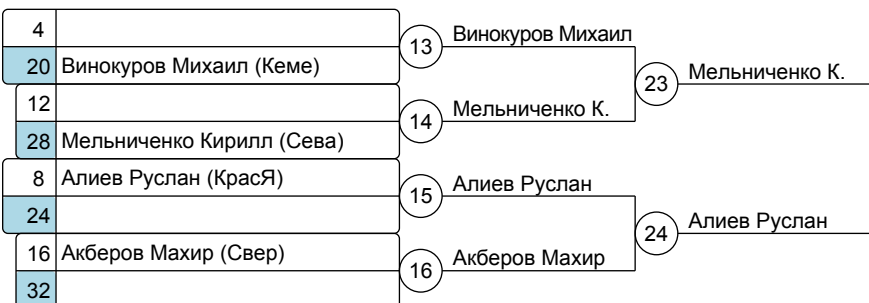 4
20 Винокуров Михаил (Кеме)
12
28 Мельниченко Кирилл (Сева)
8 Алиев Руслан (КрасЯ)
24
16 Акберов Махир (Свер)
32
13 Винокуров Михаил
14 Мельниченко К.
15 Алиев Руслан
16 Акберов Махир
23 Мельниченко К.
24 Алиев Руслан